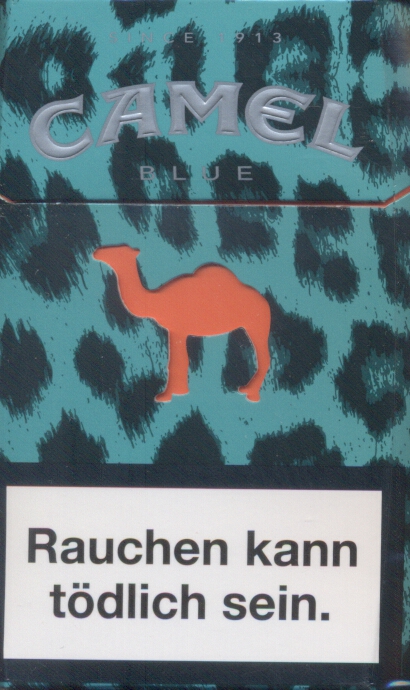 SINCE 1913
CAMEL
BLUE
Rauchen kann
tödlich sein.